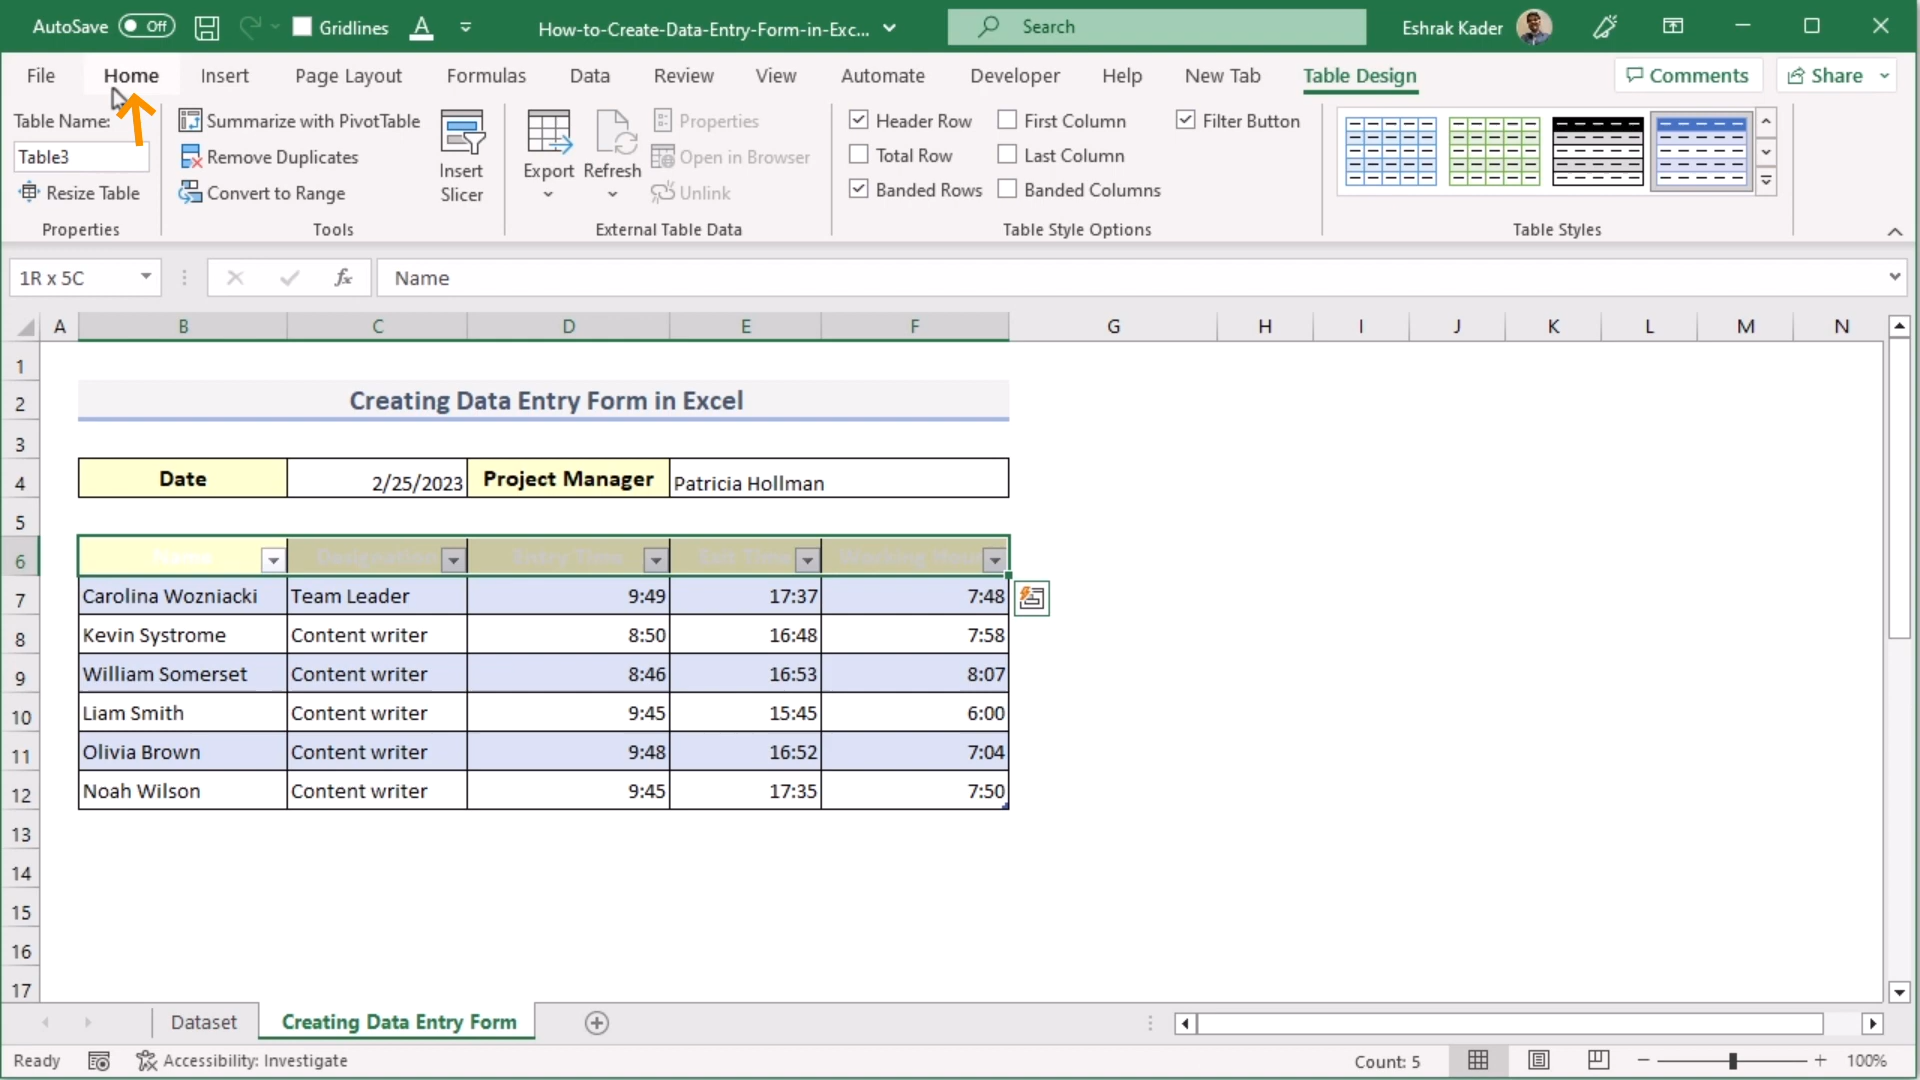 AutoSave Off Gridlines A How-to-Create-Data-Entry-Form-in-Exc... Search Eshrak Kader
File Home Insert Page Layout Formulas Data Review View Automate Developer Help New Tab Table Design Comments Share
Table Name:
Table3
Resize Table
Properties
Summarize with PivotTable
Remove Duplicates
Convert to Range
Insert
Slicer
Tools
Export Refresh
Properties
Open in Browser
Unlink
External Table Data
Header Row First Column Filter Button
Total Row Last Column
Banded Rows Banded Columns
Table Style Options
Table Styles
1R x 5C fx Name
A B C D E F G H I J K L M N
1
2 Creating Data Entry Form in Excel
3
4 Date 2/25/2023 Project Manager Patricia Hollman
5
6 Name Designation Entry Time Exit Time
7 Carolina Wozniacki Team Leader 9:49 17:37 7:48
8 Kevin Systrome Content writer 8:50 16:48 7:58
9 William Somerset Content writer 8:46 16:53 8:07
10 Liam Smith Content writer 9:45 15:45 6:00
11 Olivia Brown Content writer 9:48 16:52 7:04
12 Noah Wilson Content writer 9:45 17:35 7:50
13
14
15
16
17
Dataset Creating Data Entry Form
Ready Accessibility: Investigate Count: 5 100%